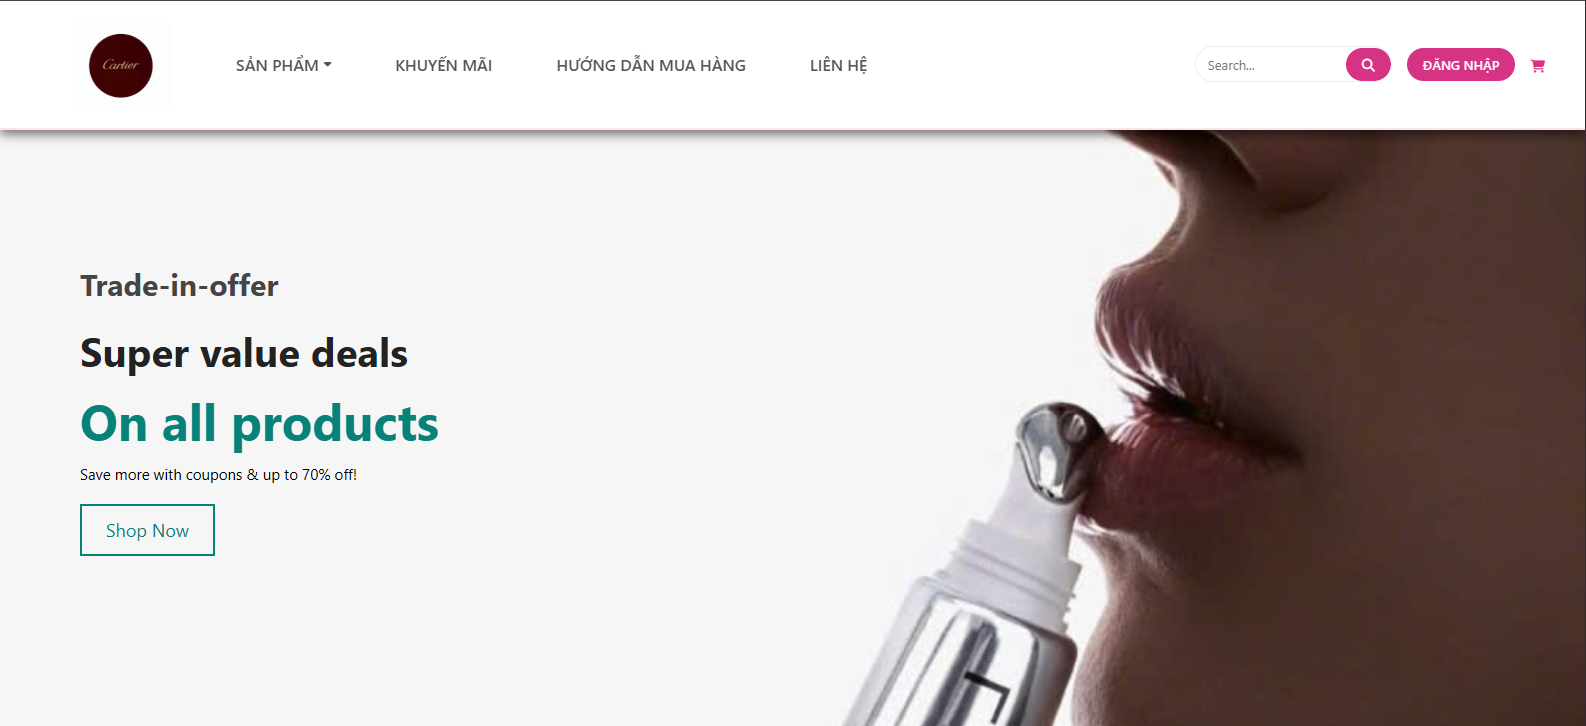 Cartier
SẢN PHẨM
KHUYẾN MÃI
HƯỚNG DẪN MUA HÀNG
LIÊN HỆ
Search...
ĐĂNG NHẬP
Trade-in-offer
Super value deals
On all products
Save more with coupons & up to 70% off!
Shop Now